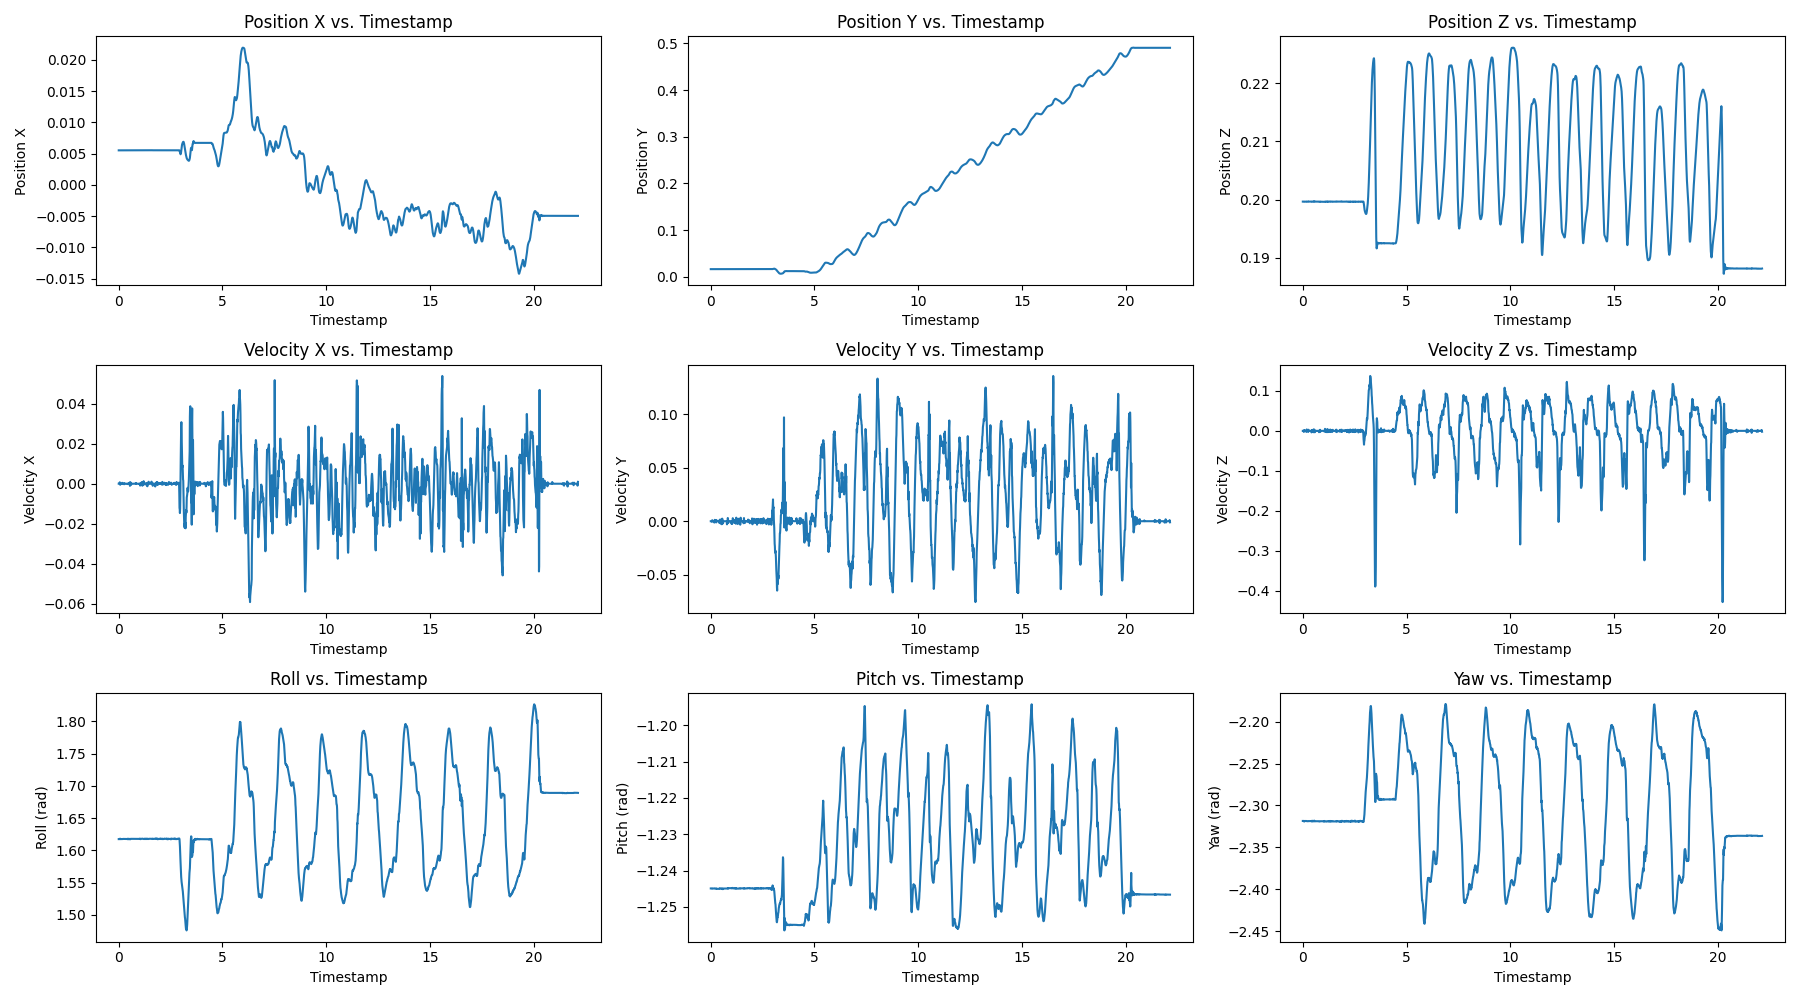 Position X vs. Timestamp
Position X
0.020
0.015
0.010
0.005
0.000
−0.005
−0.010
−0.015
0 5 10 15 20
Timestamp
Position Y vs. Timestamp
Position Y
0.5
0.4
0.3
0.2
0.1
0.0
0 5 10 15 20
Timestamp
Position Z vs. Timestamp
Position Z
0.22
0.21
0.20
0.19
0 5 10 15 20
Timestamp
Velocity X vs. Timestamp
Velocity X
0.04
0.02
0.00
−0.02
−0.04
−0.06
0 5 10 15 20
Timestamp
Velocity Y vs. Timestamp
Velocity Y
0.10
0.05
0.00
−0.05
0 5 10 15 20
Timestamp
Velocity Z vs. Timestamp
Velocity Z
0.1
0.0
−0.1
−0.2
−0.3
−0.4
0 5 10 15 20
Timestamp
Roll vs. Timestamp
Roll (rad)
1.80
1.75
1.70
1.65
1.60
1.55
1.50
0 5 10 15 20
Timestamp
Pitch vs. Timestamp
Pitch (rad)
−1.20
−1.21
−1.22
−1.23
−1.24
−1.25
0 5 10 15 20
Timestamp
Yaw vs. Timestamp
Yaw (rad)
−2.20
−2.25
−2.30
−2.35
−2.40
−2.45
0 5 10 15 20
Timestamp